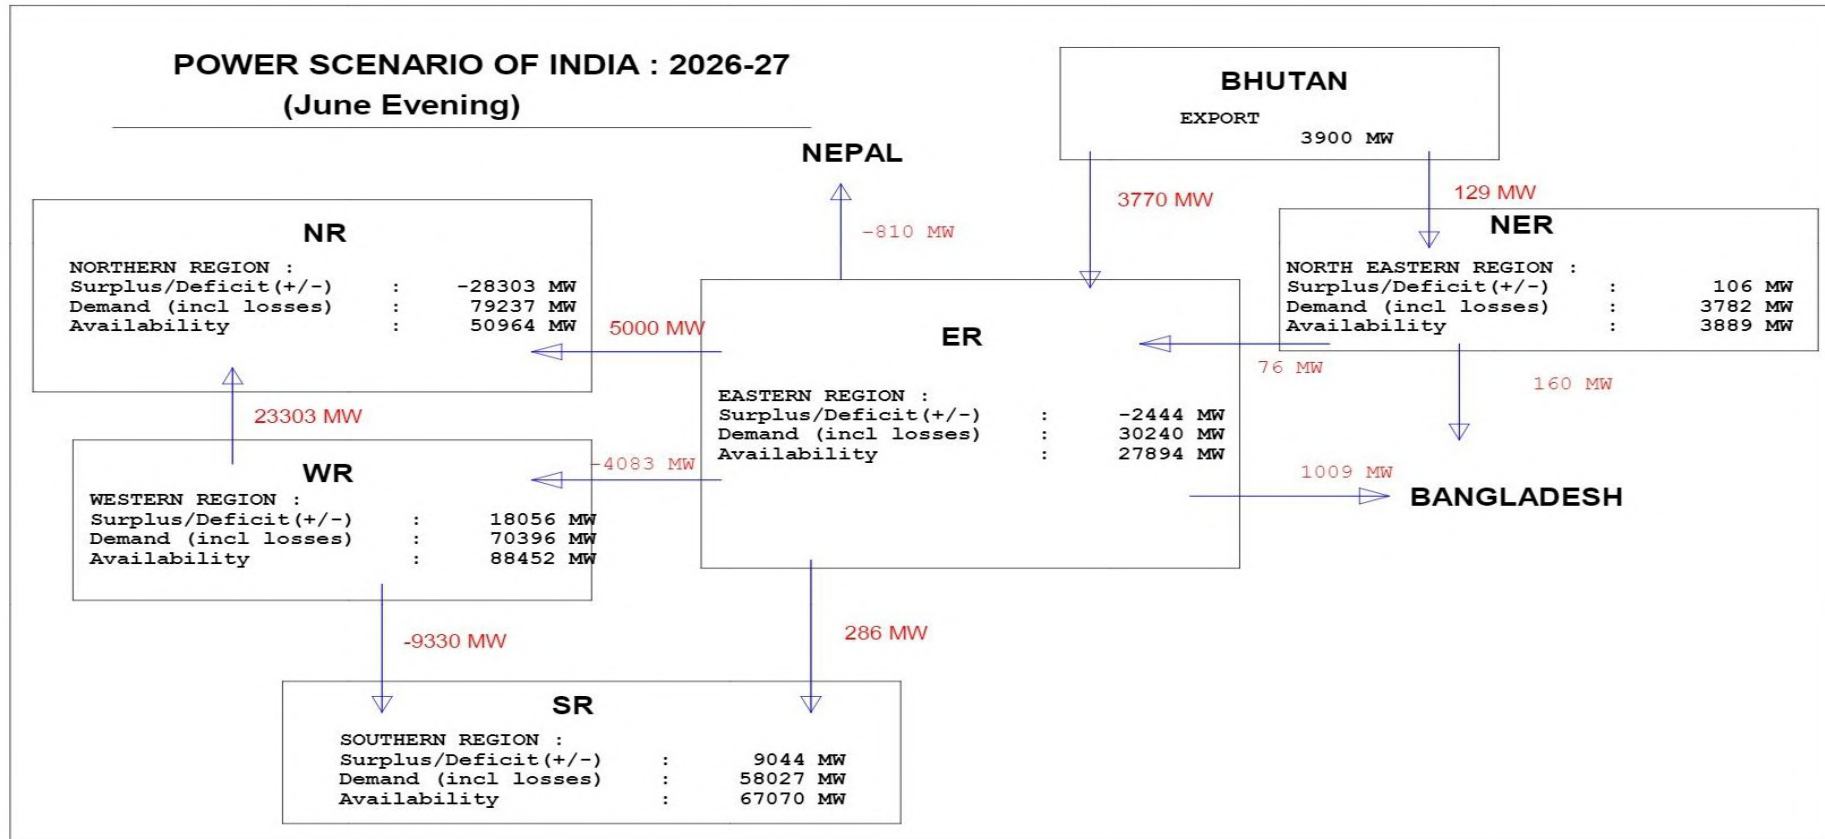 POWER SCENARIO OF INDIA : 2026-27
(June Evening)
BHUTAN
EXPORT
3900 MW
NEPAL
3770 MW
129 MW
-810 MW
NR
NORTHERN REGION :
Surplus/Deficit(+/-) : -28303 MW
Demand (incl losses) : 79237 MW
Availability : 50964 MW
NER
NORTH EASTERN REGION :
Surplus/Deficit(+/-) : 106 MW
Demand (incl losses) : 3782 MW
Availability : 3889 MW
5000 MW
76 MW
160 MW
ER
EASTERN REGION :
Surplus/Deficit(+/-) : -2444 MW
Demand (incl losses) : 30240 MW
Availability : 27894 MW
23303 MW
-4083 MW
1009 MW
BANGLADESH
WR
WESTERN REGION :
Surplus/Deficit(+/-) : 18056 MW
Demand (incl losses) : 70396 MW
Availability : 88452 MW
-9330 MW
286 MW
SR
SOUTHERN REGION :
Surplus/Deficit(+/-) : 9044 MW
Demand (incl losses) : 58027 MW
Availability : 67070 MW